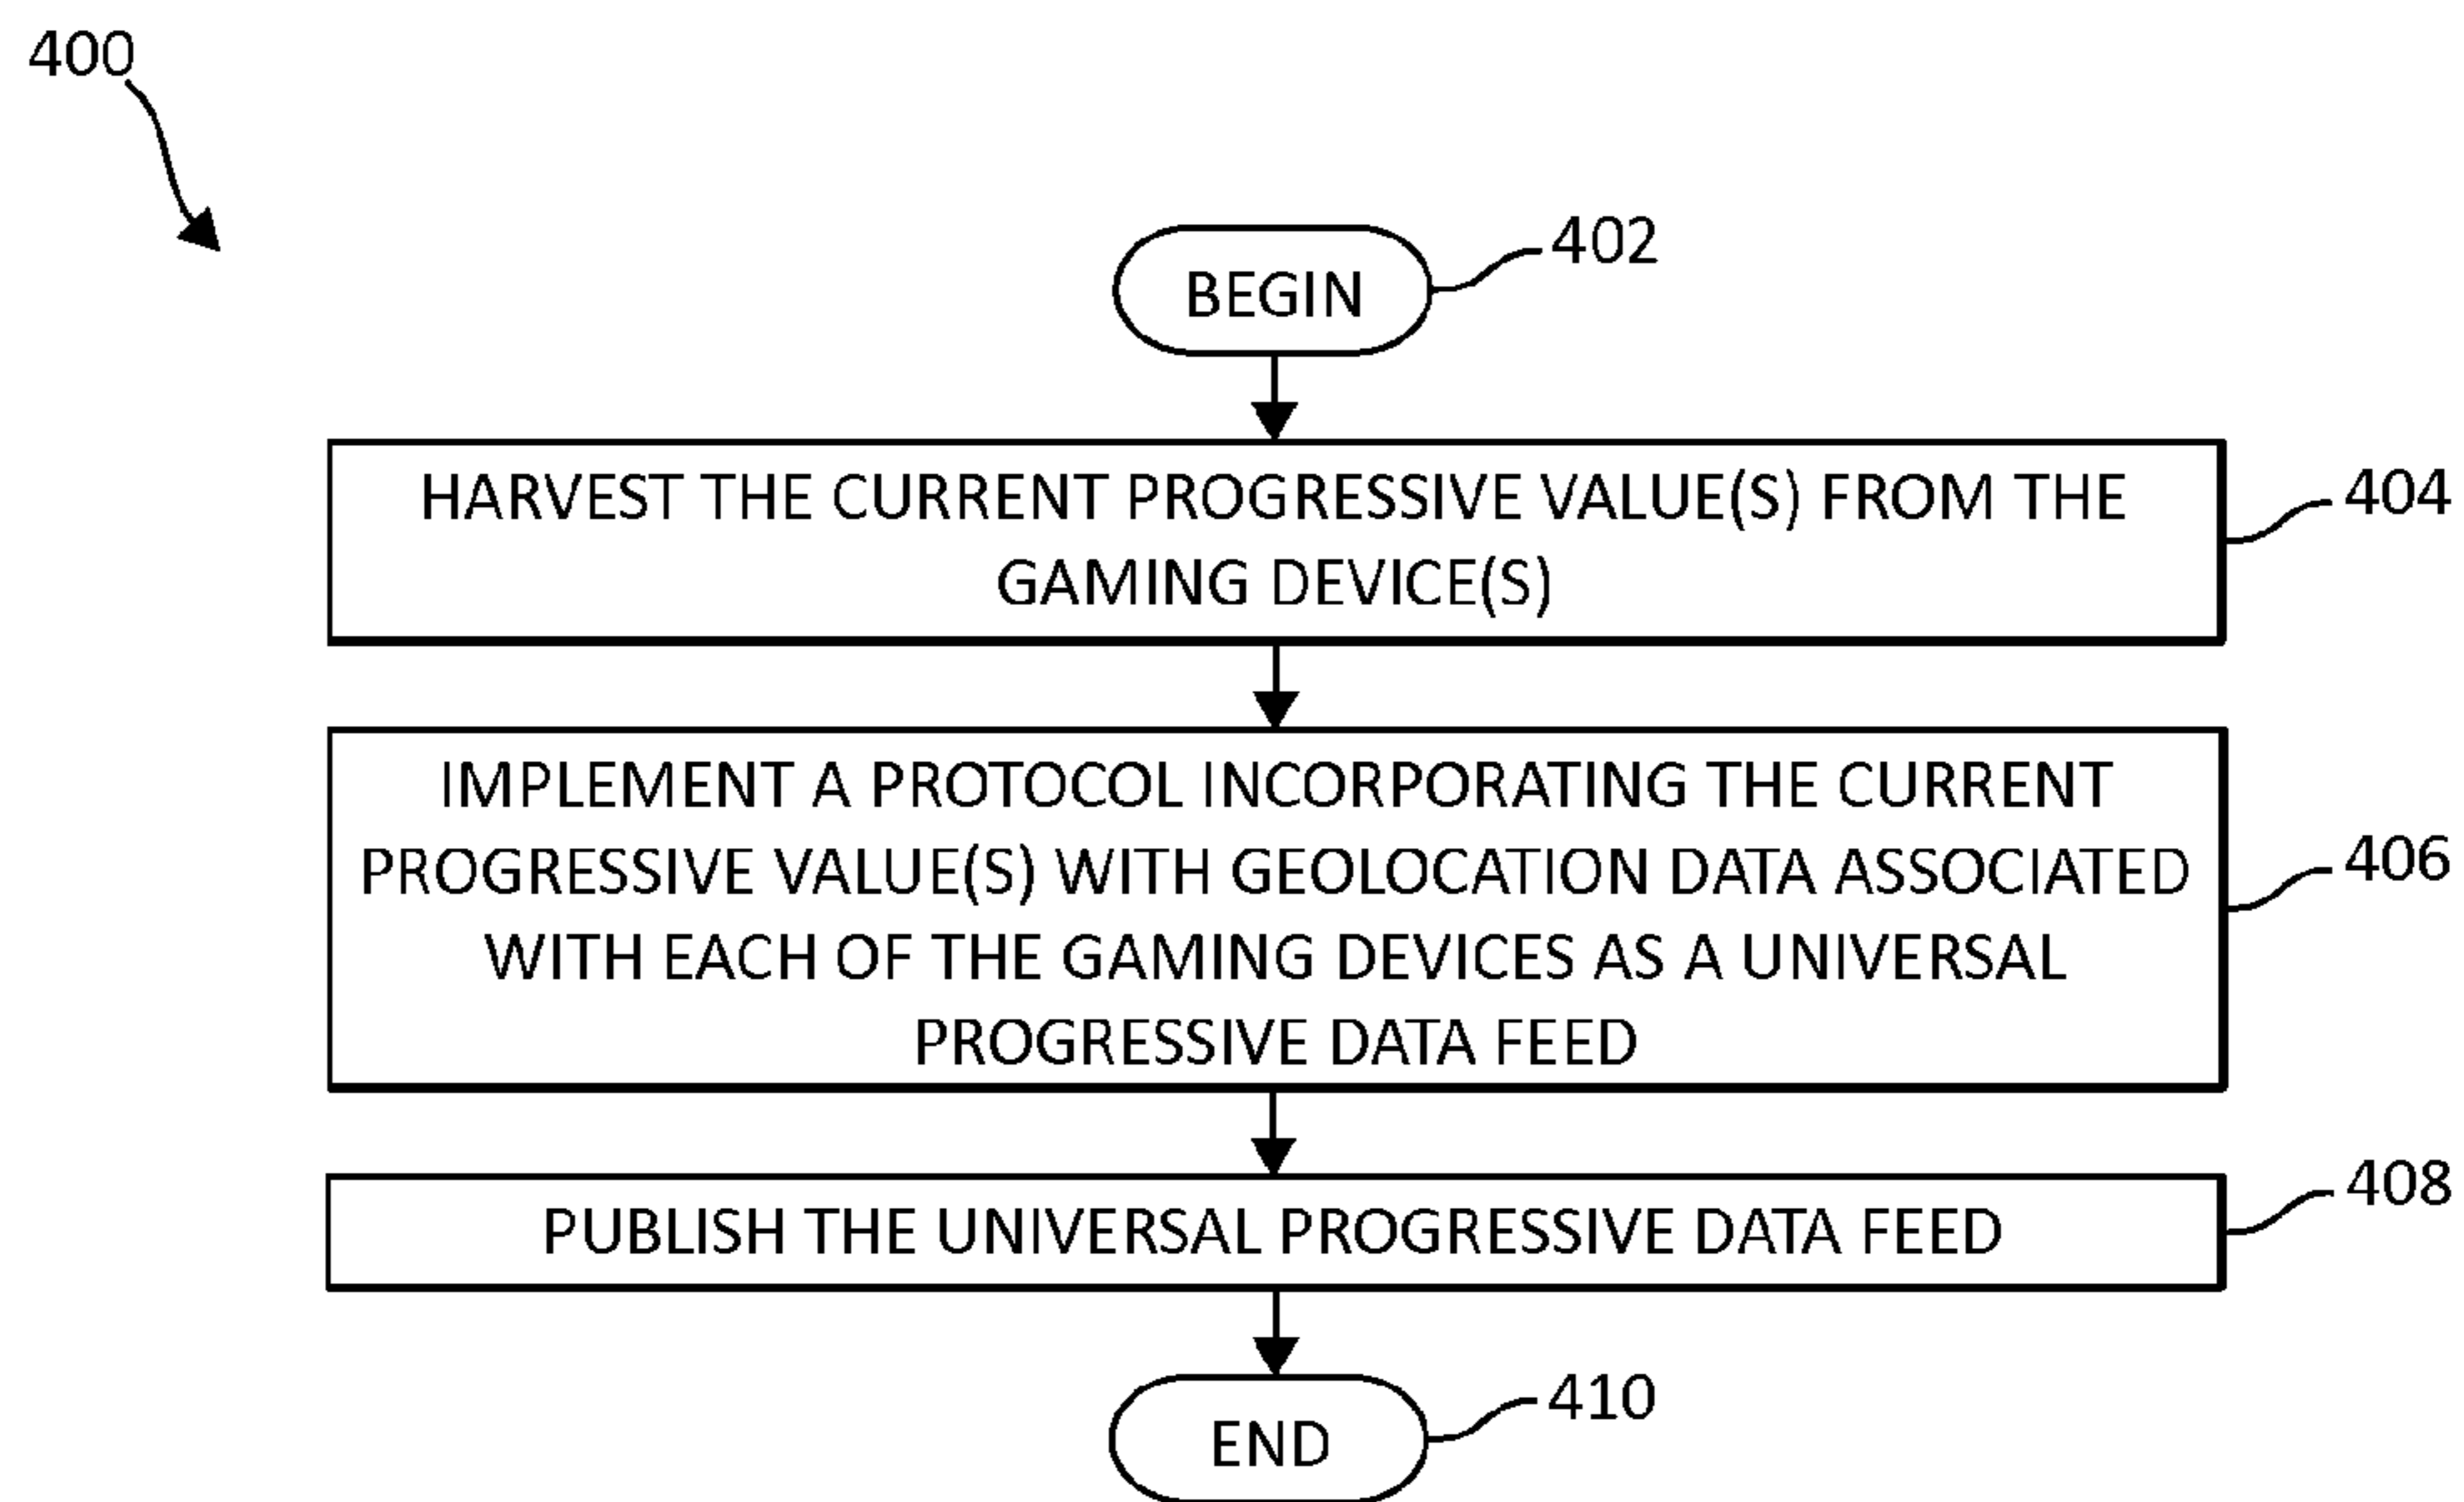 400
BEGIN
402
HARVEST THE CURRENT PROGRESSIVE VALUE(S) FROM THE
GAMING DEVICE(S)
404
IMPLEMENT A PROTOCOL INCORPORATING THE CURRENT
PROGRESSIVE VALUE(S) WITH GEOLOCATION DATA ASSOCIATED
WITH EACH OF THE GAMING DEVICES AS A UNIVERSAL
PROGRESSIVE DATA FEED
406
PUBLISH THE UNIVERSAL PROGRESSIVE DATA FEED
408
END
410